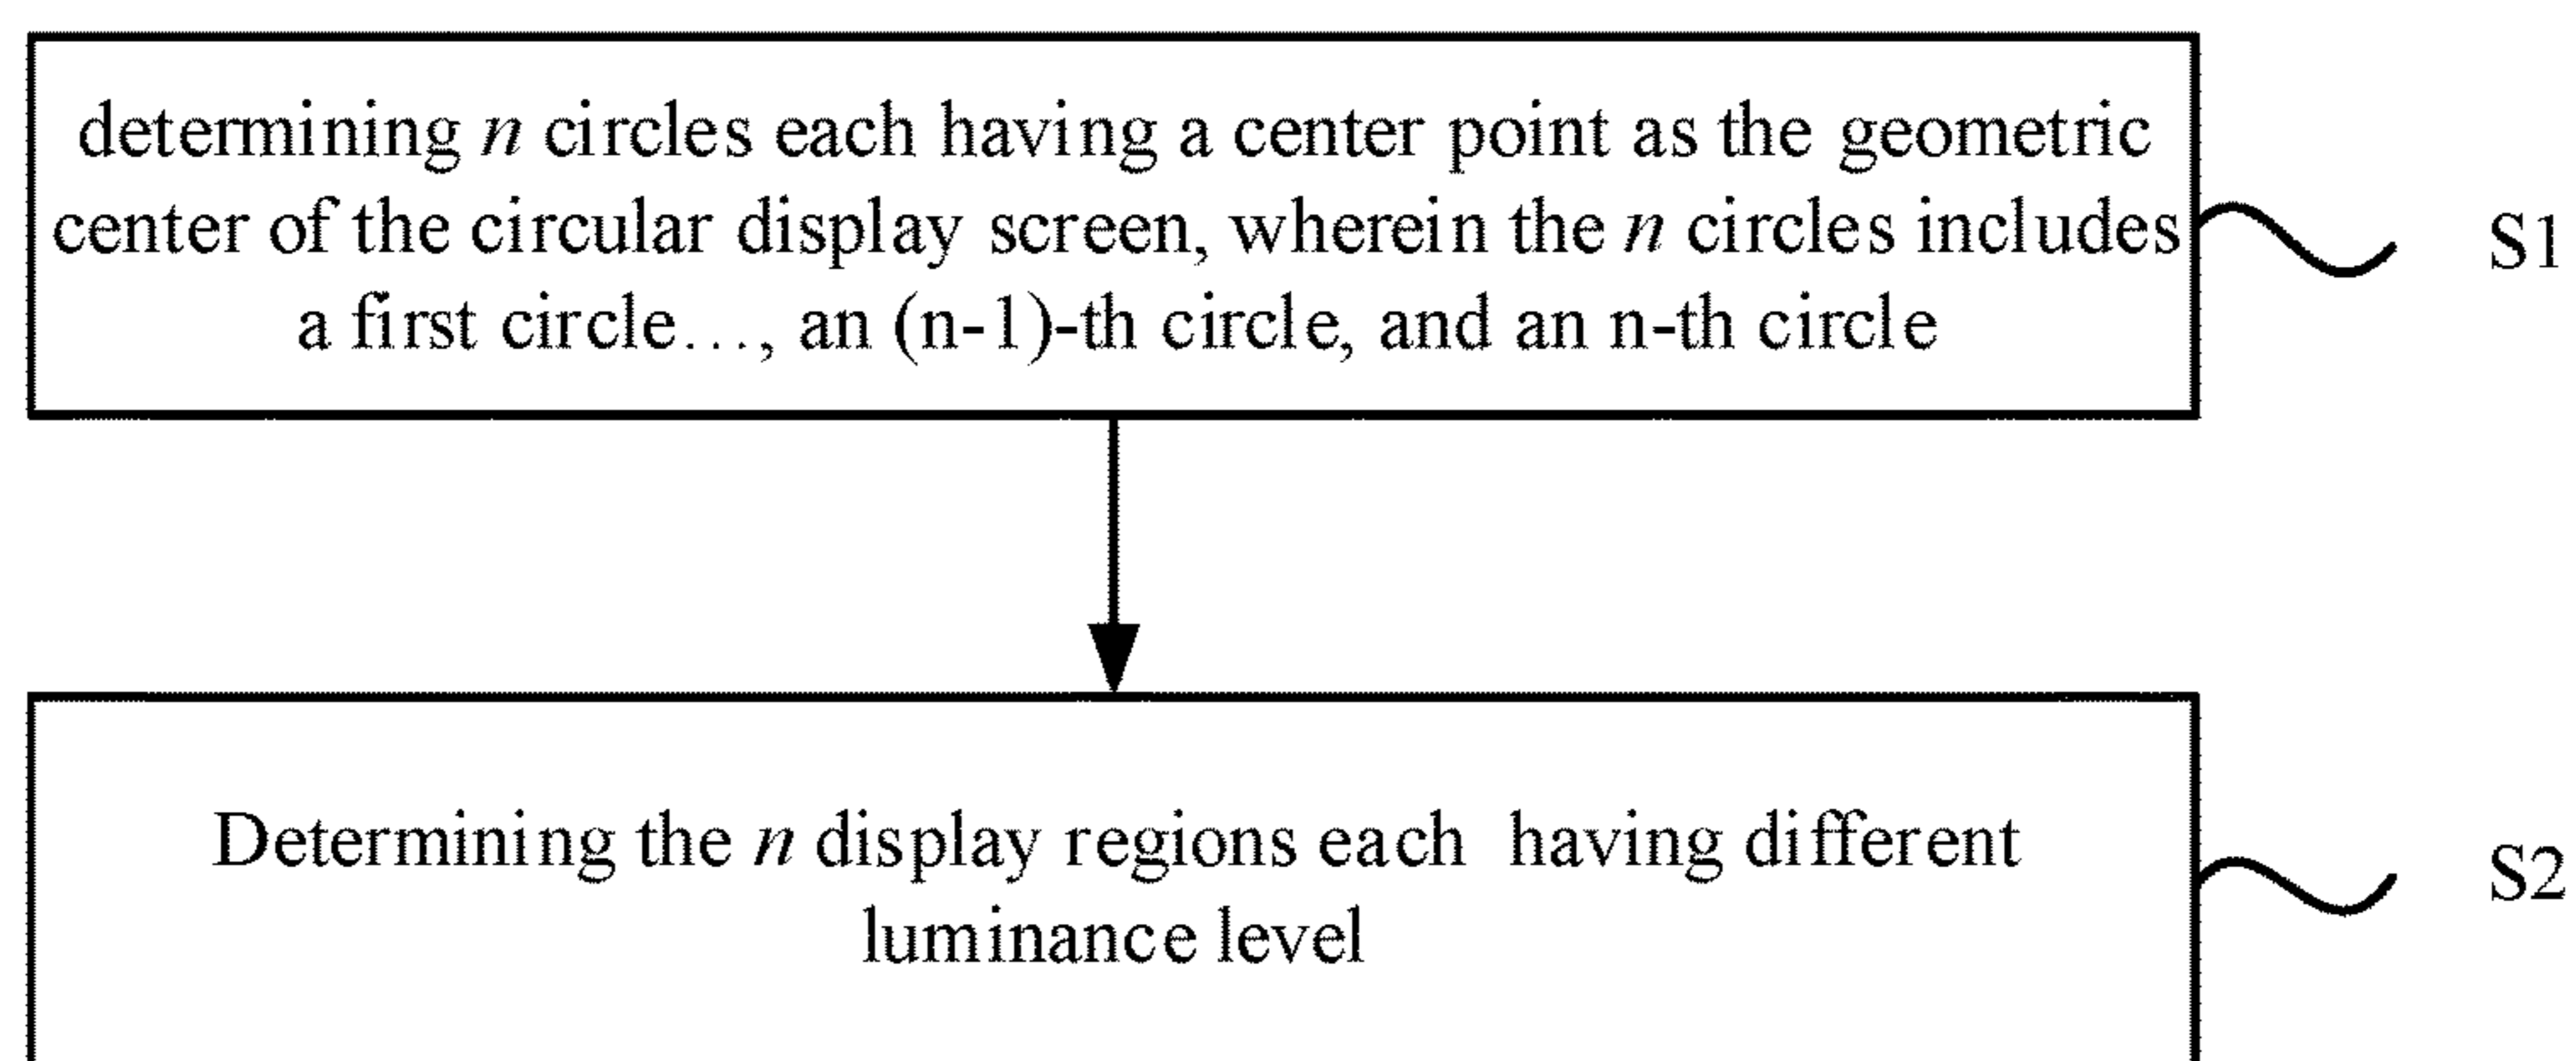 determining n circles each having a center point as the geometric
center of the circular display screen, wherein the n circles includes
a first circle..., an (n-1)-th circle, and an n-th circle
S1
Determining the n display regions each having different
luminance level
S2